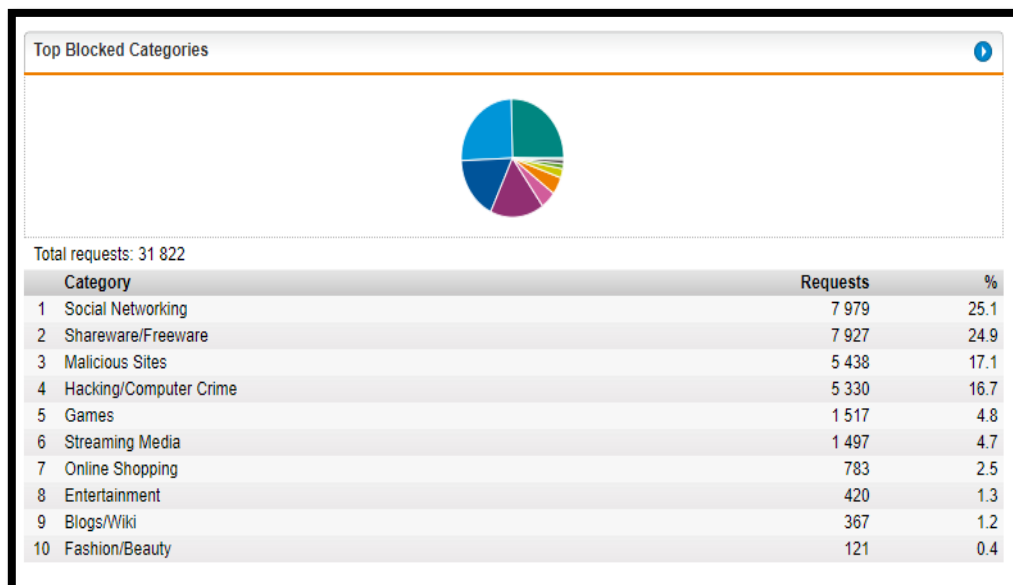 Top Blocked Categories
Total requests: 31 822
Category Requests %
1 Social Networking 7 979 25.1
2 Shareware/Freeware 7 927 24.9
3 Malicious Sites 5 438 17.1
4 Hacking/Computer Crime 5 330 16.7
5 Games 1 517 4.8
6 Streaming Media 1 497 4.7
7 Online Shopping 783 2.5
8 Entertainment 420 1.3
9 Blogs/Wiki 367 1.2
10 Fashion/Beauty 121 0.4